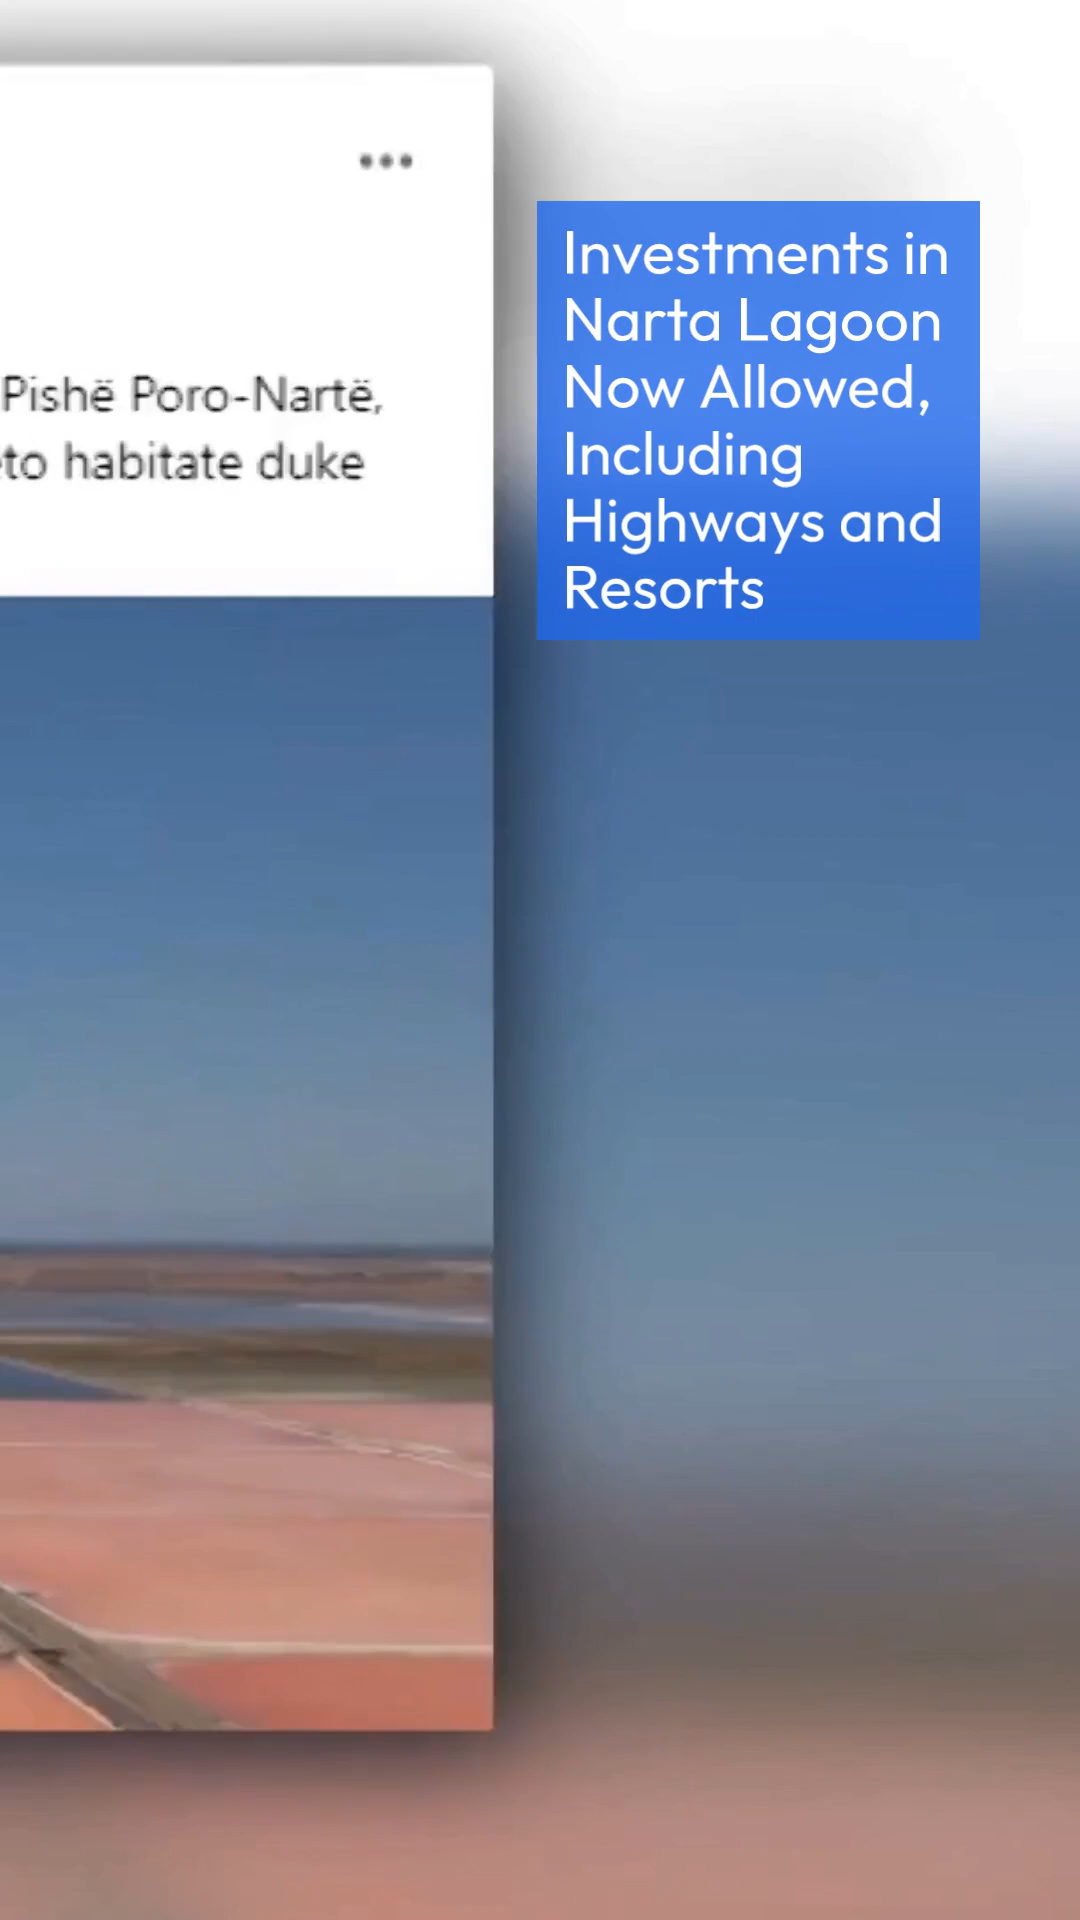 Pishë Poro-Nartë,
habitate duke
Investments in
Narta Lagoon
Now Allowed,
Including
Highways and
Resorts